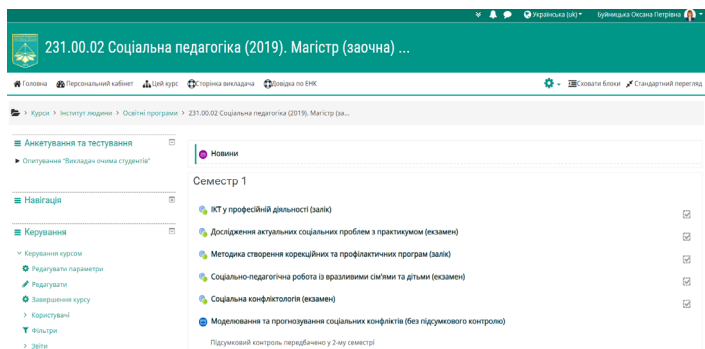 Українська (uk)
Буйницька Оксана Петрівна
231.00.02 Соціальна педагогіка (2019). Магістр (заочна) ...
Головна Персональний кабінет Цей курс Сторінка викладача Довідка по ЕНК Сховати блоки Стандартний перегляд
> Курси > Інститут людини > Освітні програми > 231.00.02 Соціальна педагогіка (2019). Магістр (за...
Анкетування та тестування
Опитування "Викладач очима студентів"
Навігація
Керування
Керування курсом
Редагувати параметри
Редагувати
Завершення курсу
Користувачі
Фільтри
Звіти
Новини
Семестр 1
ІКТ у професійній діяльності (залік)
Дослідження актуальних соціальних проблем з практикумом (екзамен)
Методика створення корекційних та профілактичних програм (залік)
Соціально-педагогічна робота із вразливими сім'ями та дітьми (екзамен)
Соціальна конфліктологія (екзамен)
Моделювання та прогнозування соціальних конфліктів (без підсумкового контролю)
Підсумковий контроль передбачено у 2-му семестрі